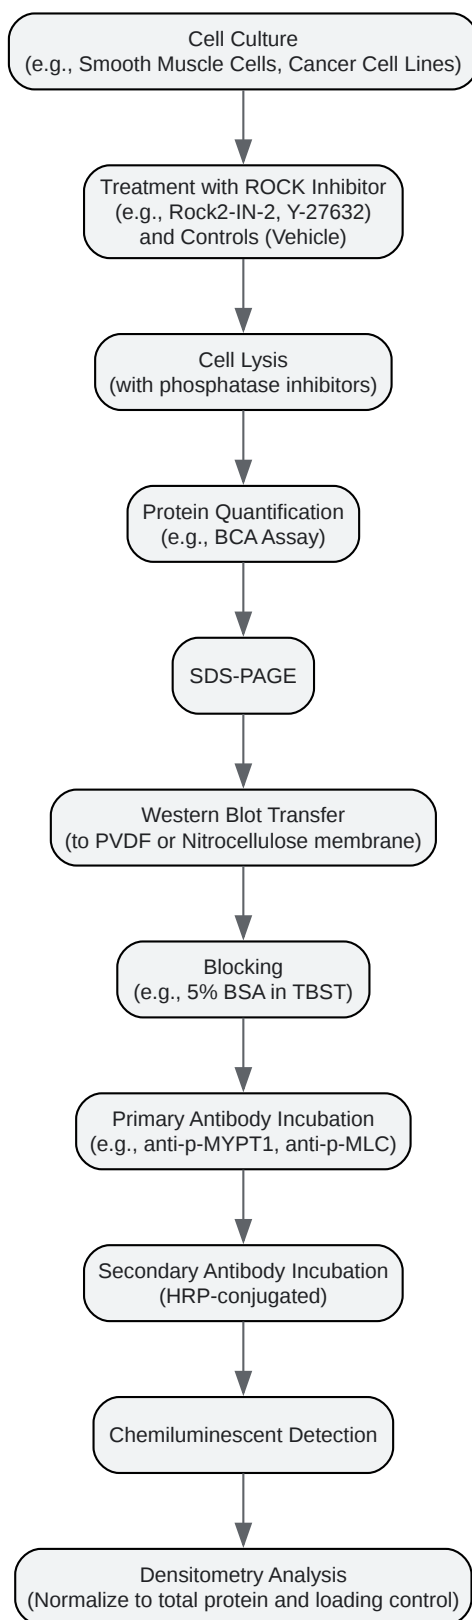 Cell Culture
(e.g., Smooth Muscle Cells, Cancer Cell Lines)
Treatment with ROCK Inhibitor
(e.g., Rock2-IN-2, Y-27632)
and Controls (Vehicle)
Cell Lysis
(with phosphatase inhibitors)
Protein Quantification
(e.g., BCA Assay)
SDS-PAGE
Western Blot Transfer
(to PVDF or Nitrocellulose membrane)
Blocking
(e.g., 5% BSA in TBST)
Primary Antibody Incubation
(e.g., anti-p-MYPT1, anti-p-MLC)
Secondary Antibody Incubation
(HRP-conjugated)
Chemiluminescent Detection
Densitometry Analysis
(Normalize to total protein and loading control)